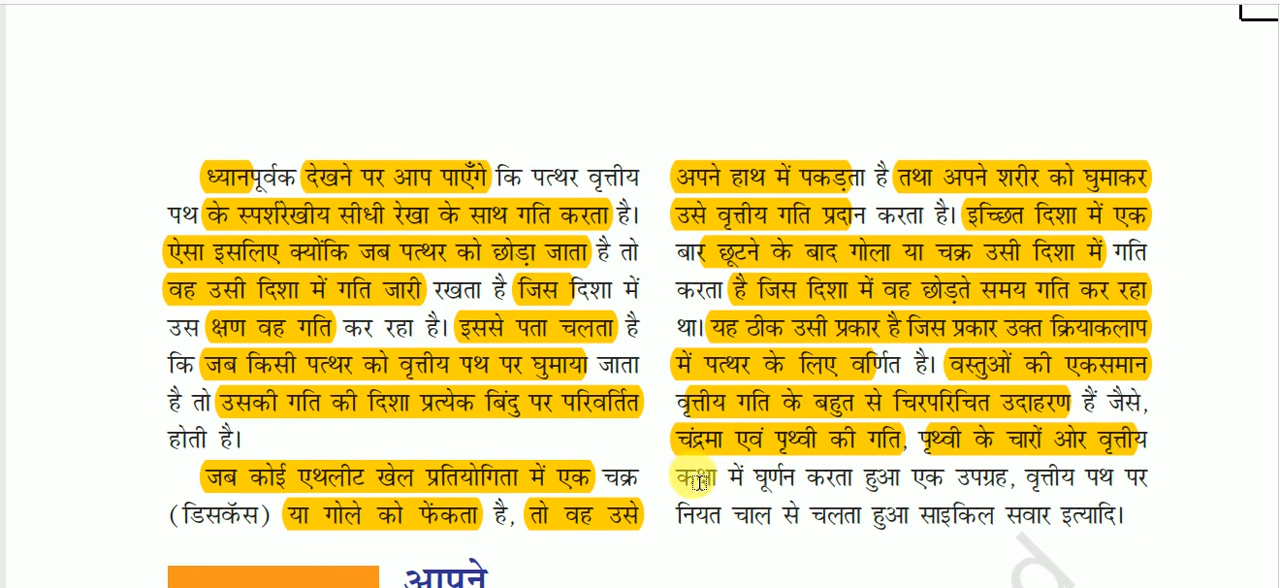 ध्यानपूर्वक देखने पर आप पाएँगे कि पत्थर वृत्तीय
पथ के स्पर्शरेखीय सीधी रेखा के साथ गति करता है।
ऐसा इसलिए क्योंकि जब पत्थर को छोड़ा जाता है तो
वह उसी दिशा में गति जारी रखता है जिस दिशा में
उस क्षण वह गति कर रहा है। इससे पता चलता है
कि जब किसी पत्थर को वृत्तीय पथ पर घुमाया जाता
है तो उसकी गति की दिशा प्रत्येक बिंदु पर परिवर्तित
होती है।
जब कोई एथलीट खेल प्रतियोगिता में एक चक्र
(डिसकॅस) या गोले को फेंकता है, तो वह उसे
अपने हाथ में पकड़ता है तथा अपने शरीर को घुमाकर
उसे वृत्तीय गति प्रदान करता है। इच्छित दिशा में एक
बार छूटने के बाद गोला या चक्र उसी दिशा में गति
करता है जिस दिशा में वह छोड़ते समय गति कर रहा
था। यह ठीक उसी प्रकार है जिस प्रकार उक्त क्रियाकलाप
में पत्थर के लिए वर्णित है। वस्तुओं की एकसमान
वृत्तीय गति के बहुत से चिरपरिचित उदाहरण हैं जैसे,
चंद्रमा एवं पृथ्वी की गति, पृथ्वी के चारों ओर वृत्तीय
कक्षा में घूर्णन करता हुआ एक उपग्रह, वृत्तीय पथ पर
नियत चाल से चलता हुआ साइकिल सवार इत्यादि।
आपने
d